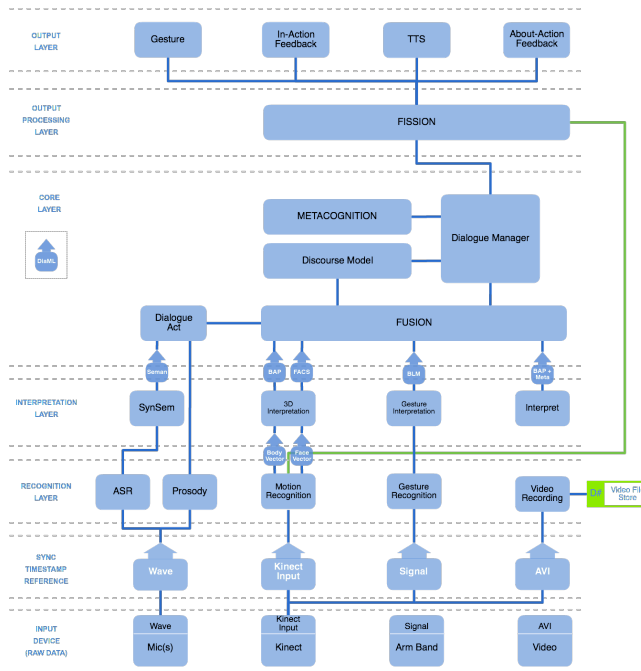 OUTPUT
LAYER
Gesture
In-Action
Feedback
TTS
About-Action
Feedback
OUTPUT
PROCESSING
LAYER
FISSION
CORE
LAYER
DiaML
METACOGNITION
Dialogue Manager
Discourse Model
Dialogue
Act
FUSION
Seman
BAP
FACS
BLM
BAP +
Meta
INTERPRETATION
LAYER
SynSem
3D
Interpretation
Gesture
Interpretation
Interpret
Body
Vector
Face
Vector
RECOGNITION
LAYER
ASR
Prosody
Motion
Recognition
Gesture
Recognition
Video
Recording
D#
Video Fil
Store
SYNC
TIMESTAMP
REFERENCE
Wave
Kinect
Input
Signal
AVI
INPUT
DEVICE
(RAW DATA)
Wave
Mic(s)
Kinect
Input
Kinect
Signal
Arm Band
AVI
Video